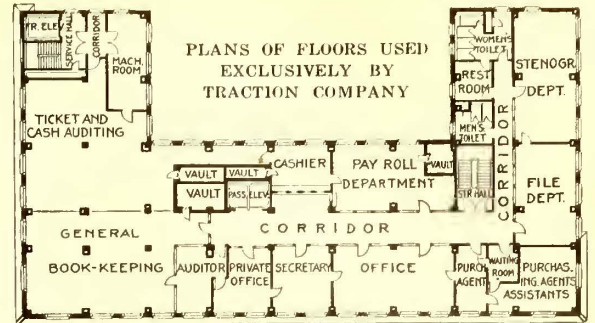 PLANS OF FLOORS USED
EXCLUSIVELY BY
TRACTION COMPANY
FR. ELEV.
SERVICE HALL
CORRIDOR
MACH.
ROOM
TICKET AND
CASH AUDITING
WOMEN'S
TOILET
REST
ROOM
MEN'S
TOILET
STENOGR.
DEPT.
CORRIDOR
STR. HALL
FILE
DEPT.
VAULT
VAULT
VAULT
PASS. ELEV.
CASHIER
PAY ROLL
DEPARTMENT
VAULT
GENERAL
BOOK-KEEPING
CORRIDOR
AUDITOR
PRIVATE
OFFICE
SECRETARY
OFFICE
PURCH.
AGENT
WAITING
ROOM
PURCHAS-
ING AGENTS
ASSISTANTS